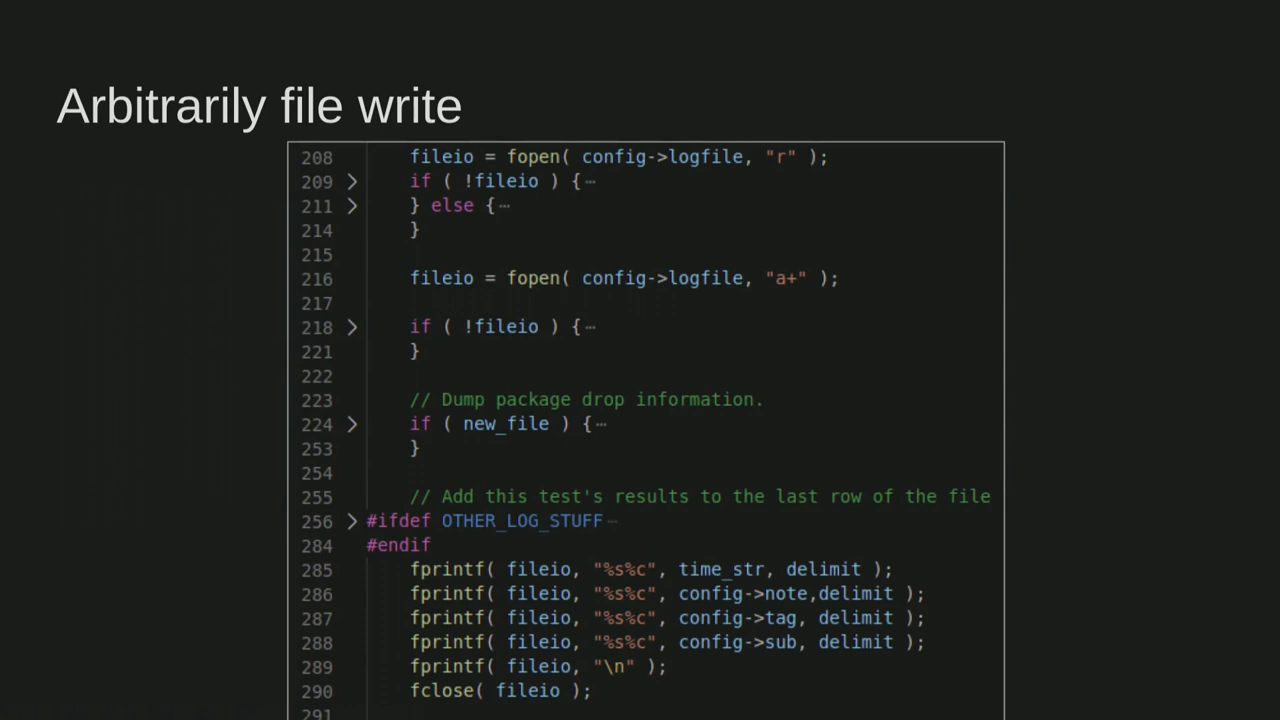 Arbitrarily file write
208 fileio = fopen( config->logfile, "r" );
209 if ( !fileio ) {⋯
211 } else {⋯
214 }
215
216 fileio = fopen( config->logfile, "a+" );
217
218 if ( !fileio ) {⋯
221 }
222
223 // Dump package drop information.
224 if ( new_file ) {⋯
253 }
254
255 // Add this test's results to the last row of the file
256 #ifdef OTHER_LOG_STUFF⋯
284 #endif
285 fprintf( fileio, "%s%c", time_str, delimit );
286 fprintf( fileio, "%s%c", config->note,delimit );
287 fprintf( fileio, "%s%c", config->tag, delimit );
288 fprintf( fileio, "%s%c", config->sub, delimit );
289 fprintf( fileio, "\n" );
290 fclose( fileio );
291